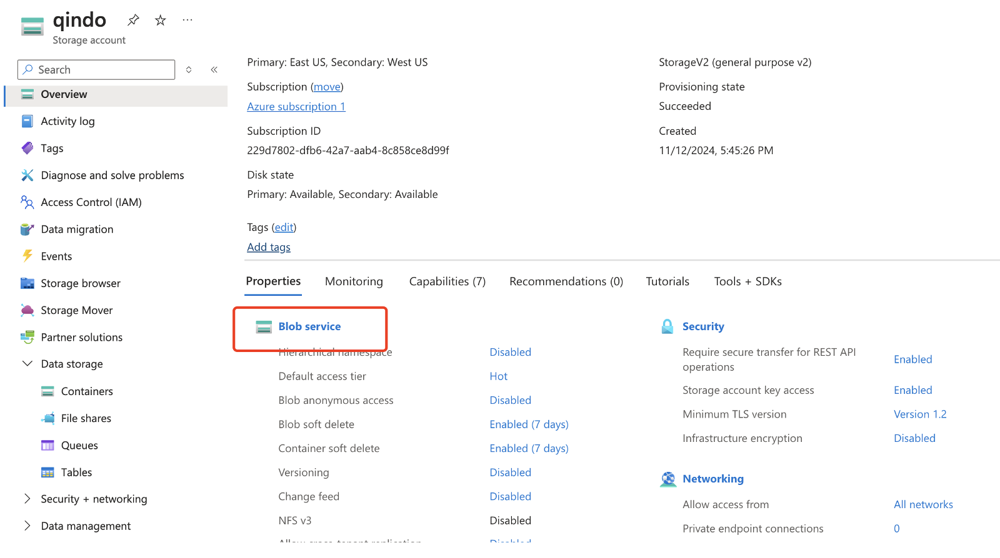 qindo
Storage account
Search
Overview
Activity log
Tags
Diagnose and solve problems
Access Control (IAM)
Data migration
Events
Storage browser
Storage Mover
Partner solutions
Data storage
Containers
File shares
Queues
Tables
Security + networking
Data management
Primary: East US, Secondary: West US
Subscription (move)
Azure subscription 1
Subscription ID
229d7802-dfb6-42a7-aab4-8c858ce8d99f
Disk state
Primary: Available, Secondary: Available
Tags (edit)
Add tags
StorageV2 (general purpose v2)
Provisioning state
Succeeded
Created
11/12/2024, 5:45:26 PM
Properties Monitoring Capabilities (7) Recommendations (0) Tutorials Tools + SDKs
Blob service
Hierarchical namespace Disabled
Default access tier Hot
Blob anonymous access Disabled
Blob soft delete Enabled (7 days)
Container soft delete Enabled (7 days)
Versioning Disabled
Change feed Disabled
NFS v3 Disabled
Allow cross-tenant replication Disabled
Security
Require secure transfer for REST API
operations Enabled
Storage account key access Enabled
Minimum TLS version Version 1.2
Infrastructure encryption Disabled
Networking
Allow access from All networks
Private endpoint connections 0